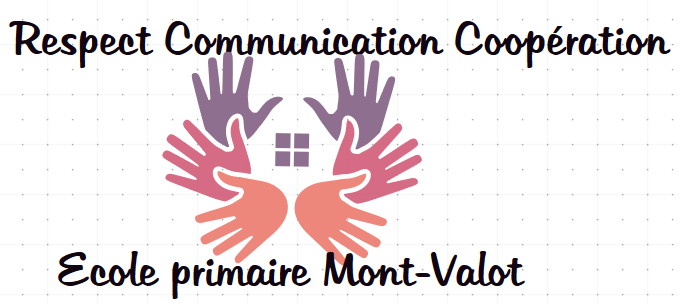 Respect Communication Coopération
Ecole primaire Mont-Valot